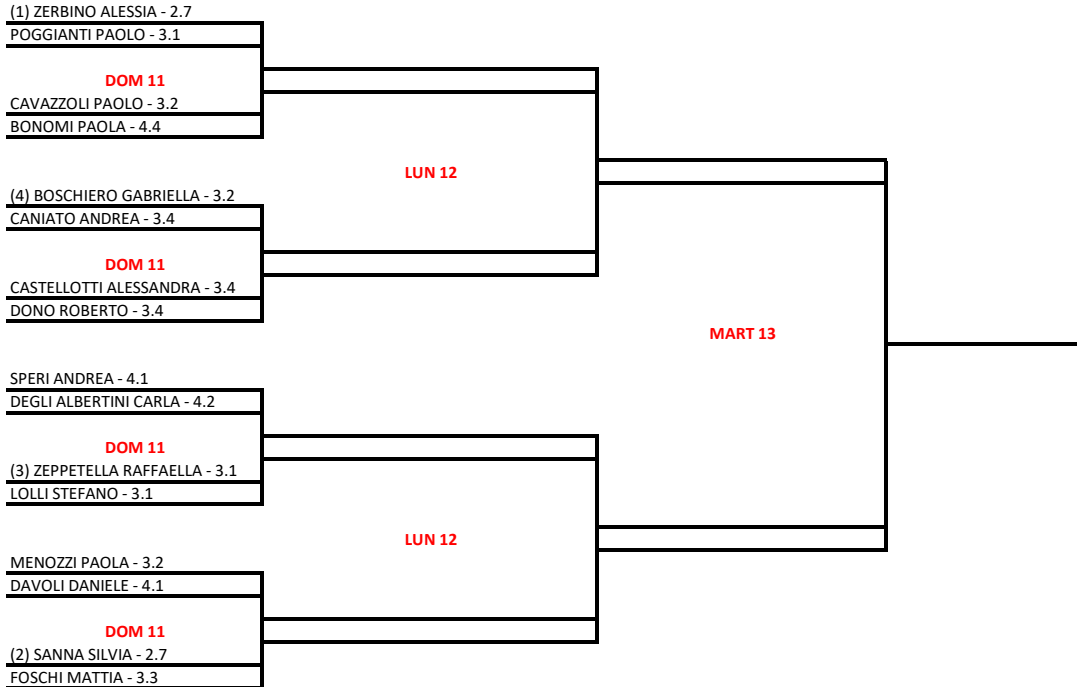 (1) ZERBINO ALESSIA - 2.7
POGGIANTI PAOLO - 3.1
DOM 11
CAVAZZOLI PAOLO - 3.2
BONOMI PAOLA - 4.4
LUN 12
(4) BOSCHIERO GABRIELLA - 3.2
CANIATO ANDREA - 3.4
DOM 11
CASTELLOTTI ALESSANDRA - 3.4
DONO ROBERTO - 3.4
MART 13
SPERI ANDREA - 4.1
DEGLI ALBERTINI CARLA - 4.2
DOM 11
(3) ZEPPETELLA RAFFAELLA - 3.1
LOLLI STEFANO - 3.1
LUN 12
MENOZZI PAOLA - 3.2
DAVOLI DANIELE - 4.1
DOM 11
(2) SANNA SILVIA - 2.7
FOSCHI MATTIA - 3.3